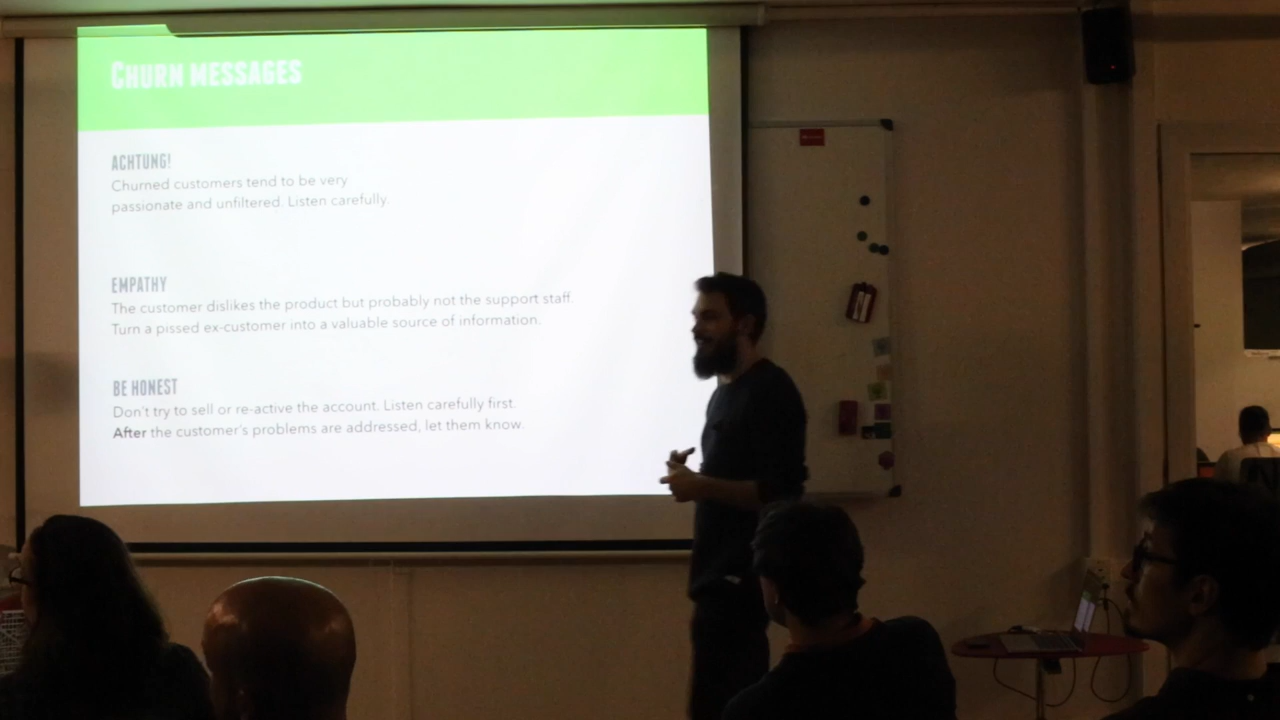 CHURN MESSAGES
ACHTUNG!
Churned customers tend to be very
passionate and unfiltered. Listen carefully.
EMPATHY
The customer dislikes the product but probably not the support staff.
Turn a pissed ex-customer into a valuable source of information.
BE HONEST
Don't try to sell or re-active the account. Listen carefully first.
After the customer's problems are addressed, let them know.